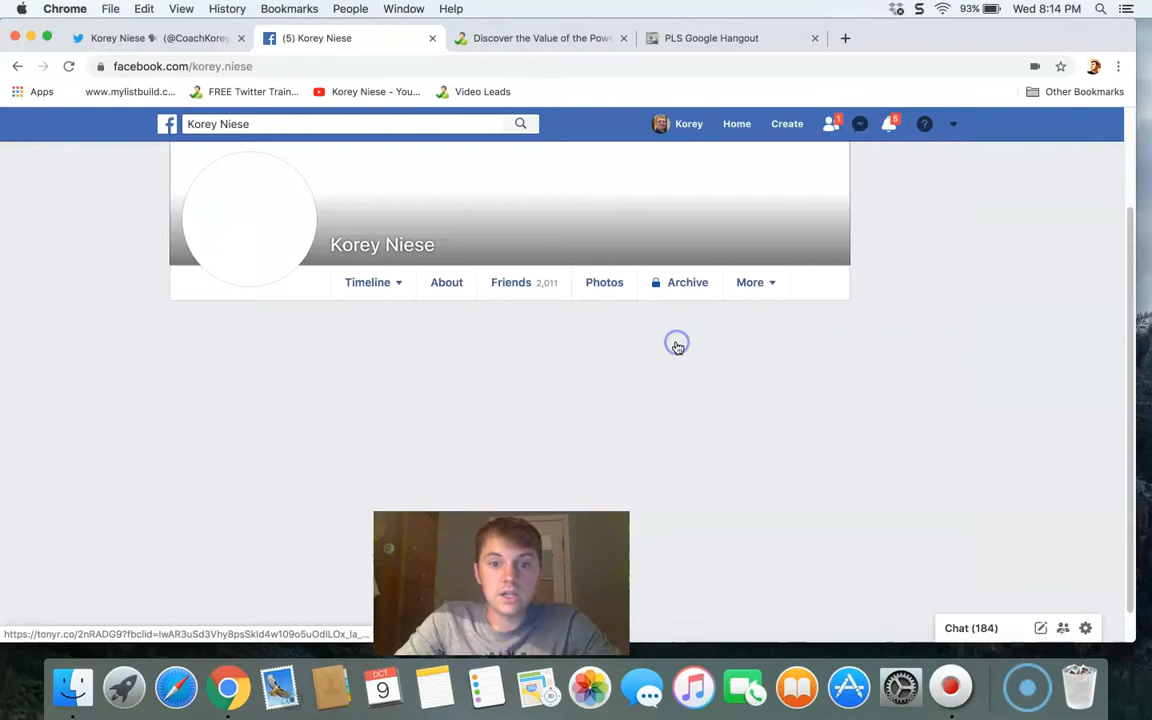 Chrome File Edit View History Bookmarks People Window Help 93% Wed 8:14 PM
Korey Niese (@CoachKorey (5) Korey Niese Discover the Value of the Pow PLS Google Hangout
facebook.com/korey.niese
Apps www.mylistbuild.c... FREE Twitter Train... Korey Niese - You... Video Leads Other Bookmarks
Korey Niese Korey Home Create 1 5
Korey Niese
Timeline About Friends 2,011 Photos Archive More
Chat (184)
OCT
9